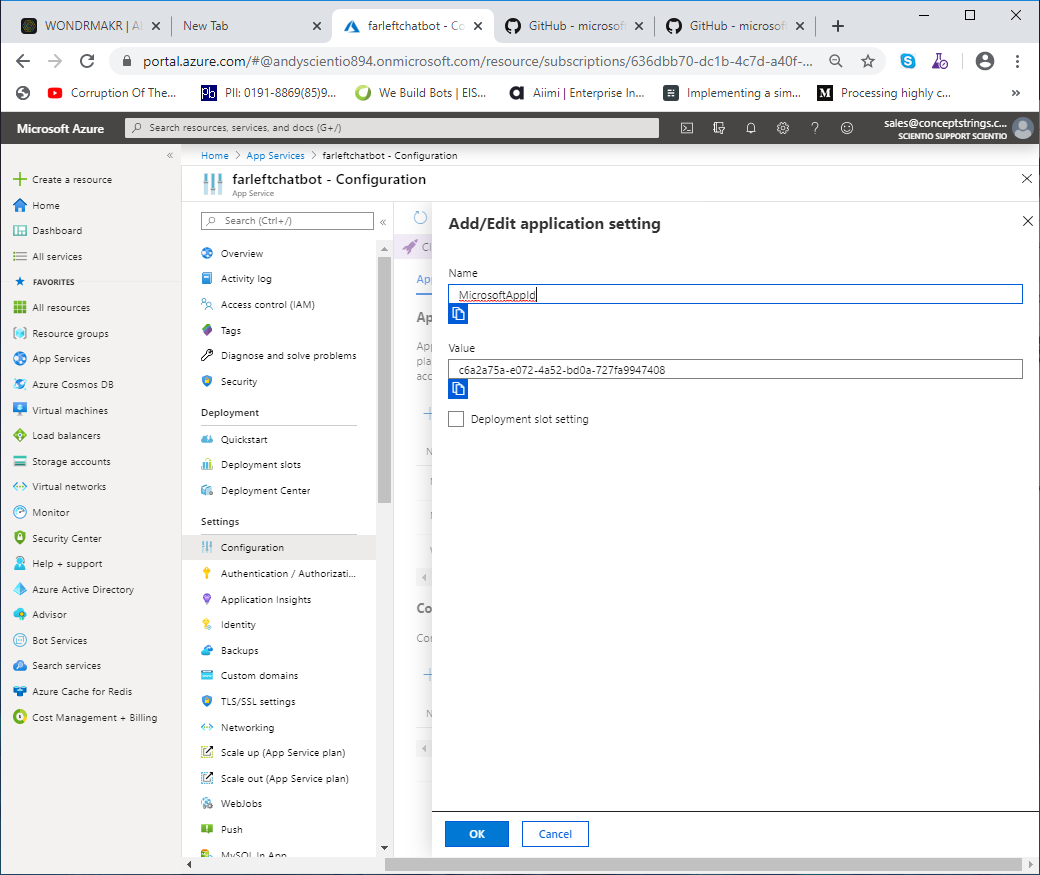 WONDRMAKR | A
New Tab
farleftchatbot - Co
GitHub - microsoft
GitHub - microsoft
portal.azure.com/#@andyscientio894.onmicrosoft.com/resource/subscriptions/636dbb70-dc1b-4c7d-a40f-...
Corruption Of The...
Pb PII: 0191-8869(85)9...
We Build Bots | EIS...
a Aiimi | Enterprise In...
Implementing a sim...
M Processing highly c...
»
Microsoft Azure
Search resources, services, and docs (G+/)
sales@conceptstrings.c...
SCIENTIO SUPPORT SCIENTIO
«
Create a resource
Home
Dashboard
All services
FAVORITES
All resources
Resource groups
App Services
Azure Cosmos DB
Virtual machines
Load balancers
Storage accounts
Virtual networks
Monitor
Security Center
Help + support
Azure Active Directory
Advisor
Bot Services
Search services
Azure Cache for Redis
Cost Management + Billing
Home > App Services > farleftchatbot - Configuration
farleftchatbot - Configuration
App Service
Search (Ctrl+/)
«
Overview
Activity log
Access control (IAM)
Tags
Diagnose and solve problems
Security
Deployment
Quickstart
Deployment slots
Deployment Center
Settings
Configuration
Authentication / Authorizati...
Application Insights
Identity
Backups
Custom domains
TLS/SSL settings
Networking
Scale up (App Service plan)
Scale out (App Service plan)
WebJobs
Push
MySQL In App
Add/Edit application setting
Name
MicrosoftAppId
Value
c6a2a75a-e072-4a52-bd0a-727fa9947408
Deployment slot setting
OK
Cancel